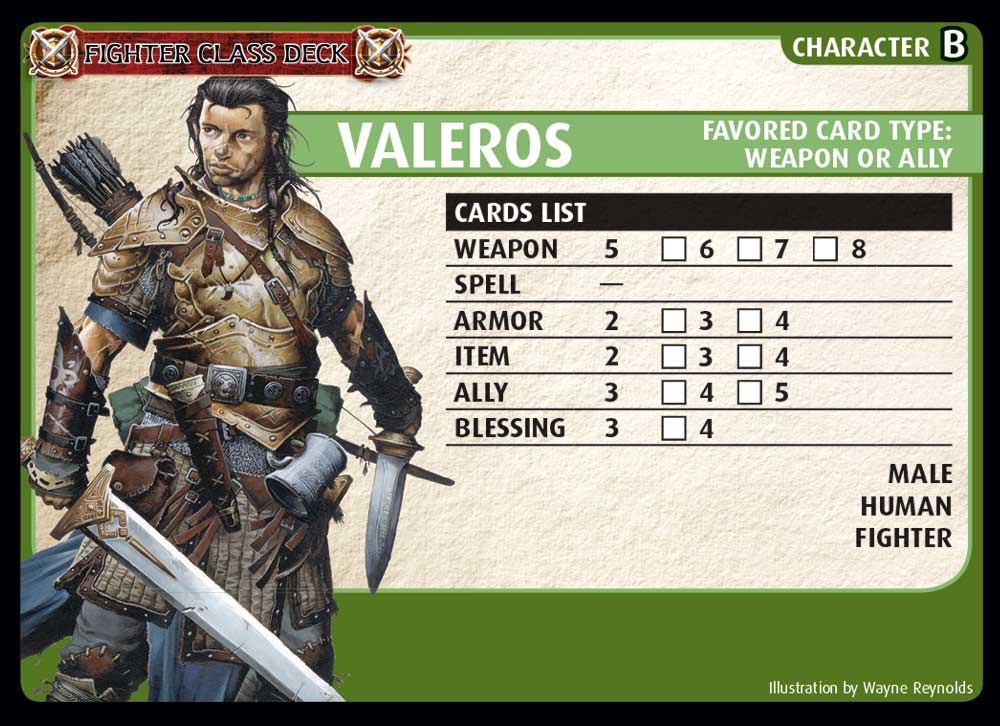 FIGHTER CLASS DECK
CHARACTER B
VALEROS
FAVORED CARD TYPE:
WEAPON OR ALLY
CARDS LIST
WEAPON 5 ☐ 6 ☐ 7 ☐ 8
SPELL —
ARMOR 2 ☐ 3 ☐ 4
ITEM 2 ☐ 3 ☐ 4
ALLY 3 ☐ 4 ☐ 5
BLESSING 3 ☐ 4
MALE
HUMAN
FIGHTER
Illustration by Wayne Reynolds